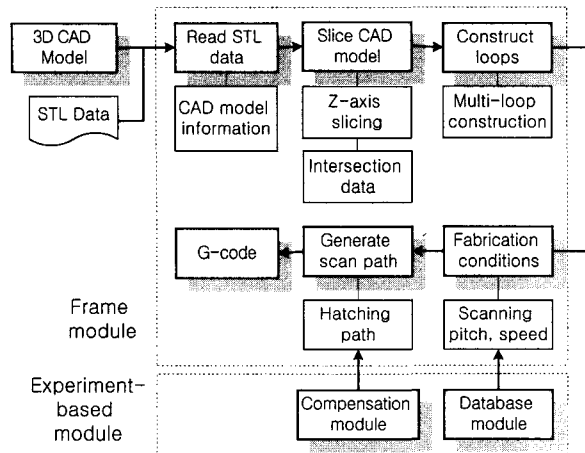 3D CAD
Model
Read STL
data
Slice CAD
model
Construct
loops
STL Data
CAD model
information
Z-axis
slicing
Multi-loop
construction
Intersection
data
G-code
Generate
scan path
Fabrication
conditions
Frame
module
Hatching
path
Scanning
pitch, speed
Experiment-
based
module
Compensation
module
Database
module